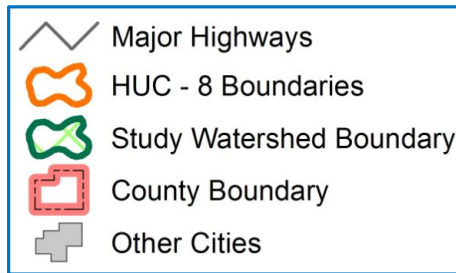 Major Highways
HUC - 8 Boundaries
Study Watershed Boundary
County Boundary
Other Cities